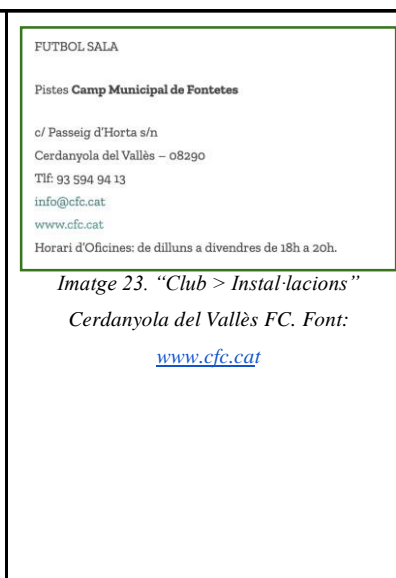 FUTBOL SALA
Pistes Camp Municipal de Fontetes
c/ Passeig d'Horta s/n
Cerdanyola del Vallès – 08290
Tlf: 93 594 94 13
info@cfc.cat
www.cfc.cat
Horari d'Oficines: de dilluns a divendres de 18h a 20h.
Imatge 23. “Club > Instal·lacions”
Cerdanyola del Vallès FC. Font:
www.cfc.cat